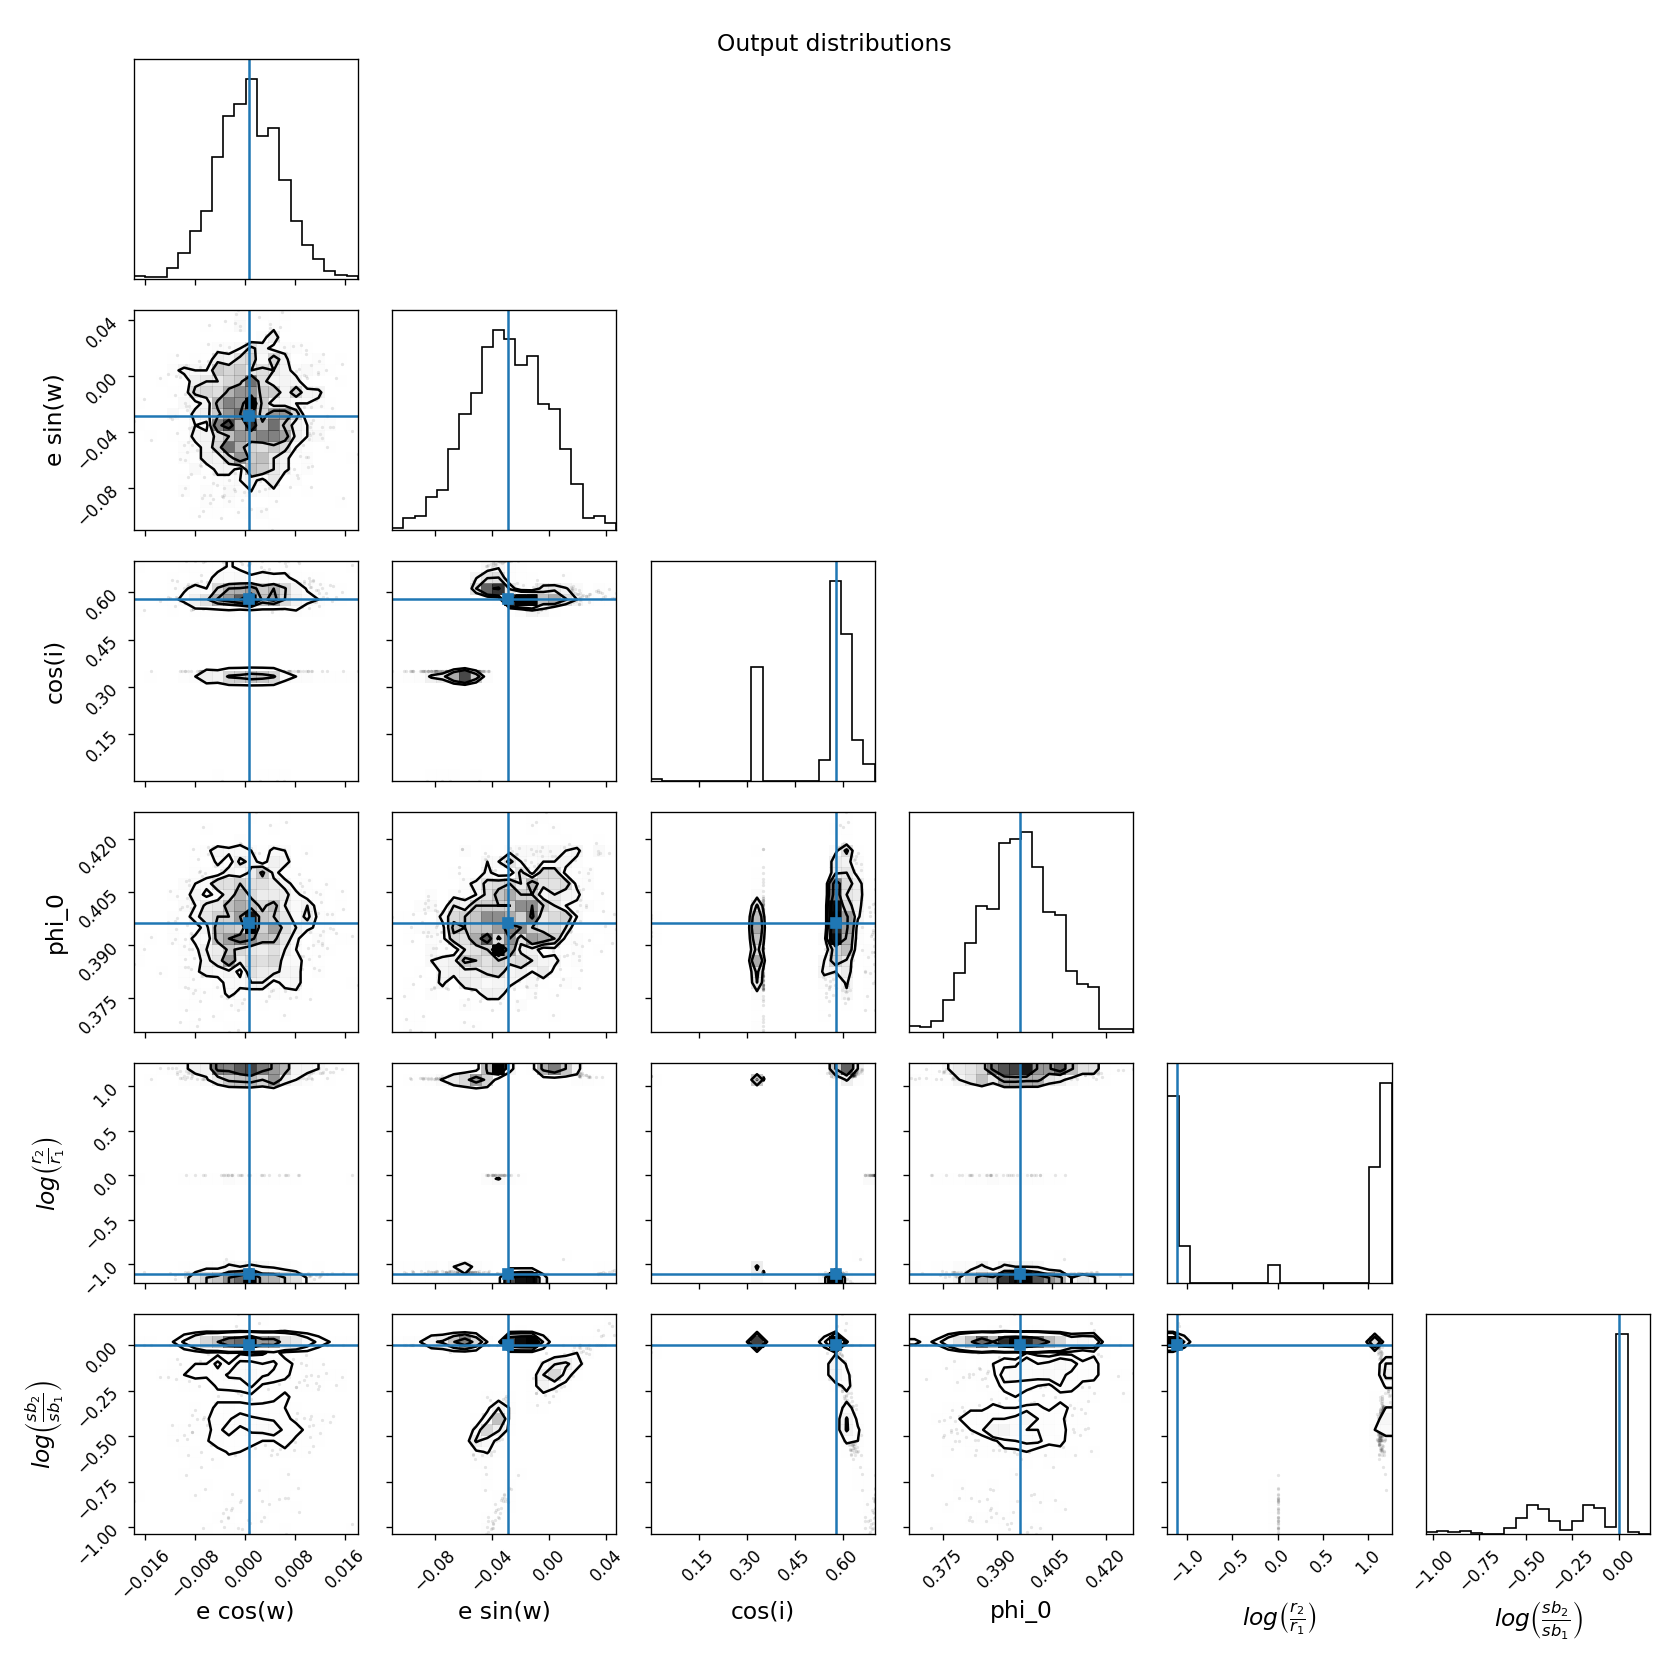 Output distributions
e sin(w)
0.04
0.00
−0.04
−0.08
cos(i)
0.60
0.45
0.30
0.15
phi_0
0.420
0.405
0.390
0.375
log(r2/r1)
1.0
0.5
0.0
−0.5
−1.0
log(sb2/sb1)
0.00
−0.25
−0.50
−0.75
−1.00
−0.016 −0.008 0.000 0.008 0.016
−0.08 −0.04 0.00 0.04
0.15 0.30 0.45 0.60
0.375 0.390 0.405 0.420
−1.0 −0.5 0.0 0.5 1.0
−1.00 −0.75 −0.50 −0.25 0.00
e cos(w) e sin(w) cos(i) phi_0 log(r2/r1) log(sb2/sb1)